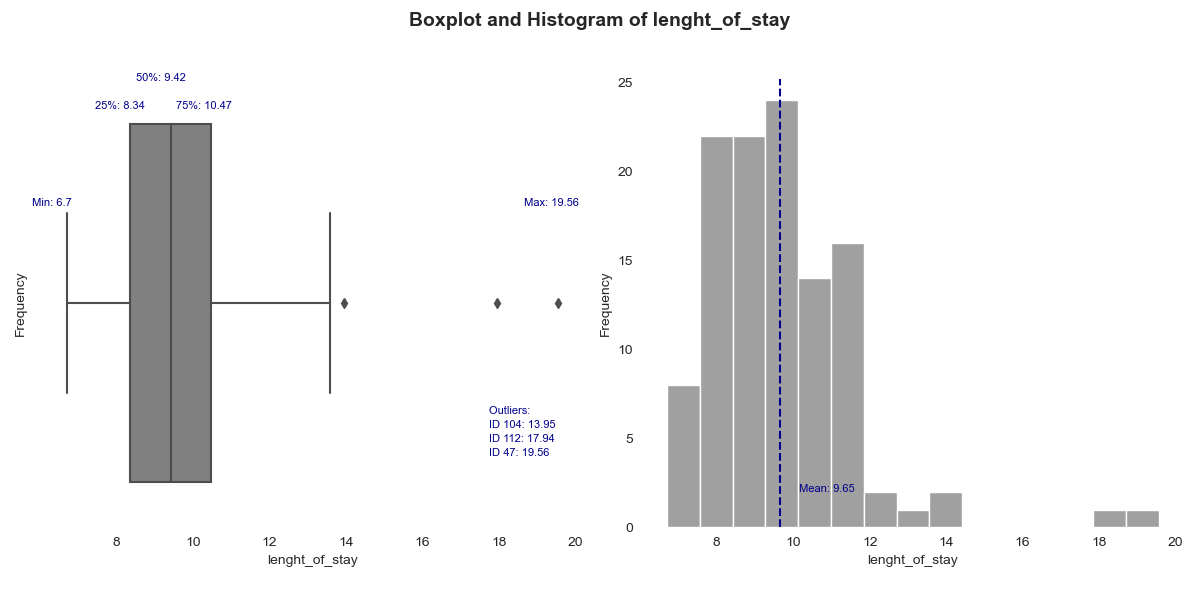 Boxplot and Histogram of lenght_of_stay
50%: 9.42
25%: 8.34
75%: 10.47
Min: 6.7
Max: 19.56
Frequency
Outliers:
ID 104: 13.95
ID 112: 17.94
ID 47: 19.56
8 10 12 14 16 18 20
lenght_of_stay
25
20
15
10
5
0
Frequency
Mean: 9.65
8 10 12 14 16 18 20
lenght_of_stay